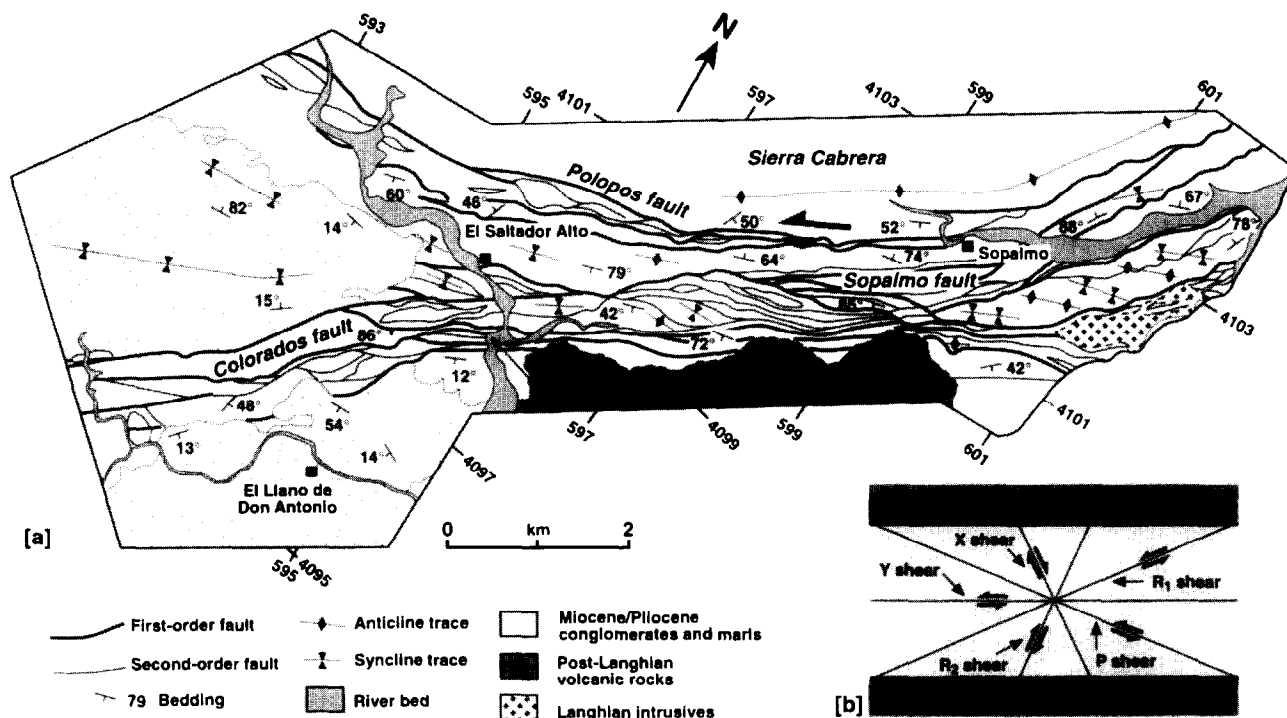 593
N
595
4101
597
4103
599
601
Sierra Cabrera
Polopos fault
60°
46°
82°
14°
50°
52°
67°
78°
El Saltador Alto
Sopalmo
79°
64°
74°
Sopalmo fault
15°
42°
Colorados fault
86°
72°
4103
12°
42°
48°
54°
13°
14°
4101
597
4099
599
601
4097
El Llano de
Don Antonio
[a]
0 km 2
595
4095
X shear
Y shear
R1 shear
R2 shear
P shear
[b]
First-order fault
Second-order fault
79 Bedding
Anticline trace
Syncline trace
River bed
Miocene/Pliocene
conglomerates and marls
Post-Langhian
volcanic rocks
Langhian intrusives